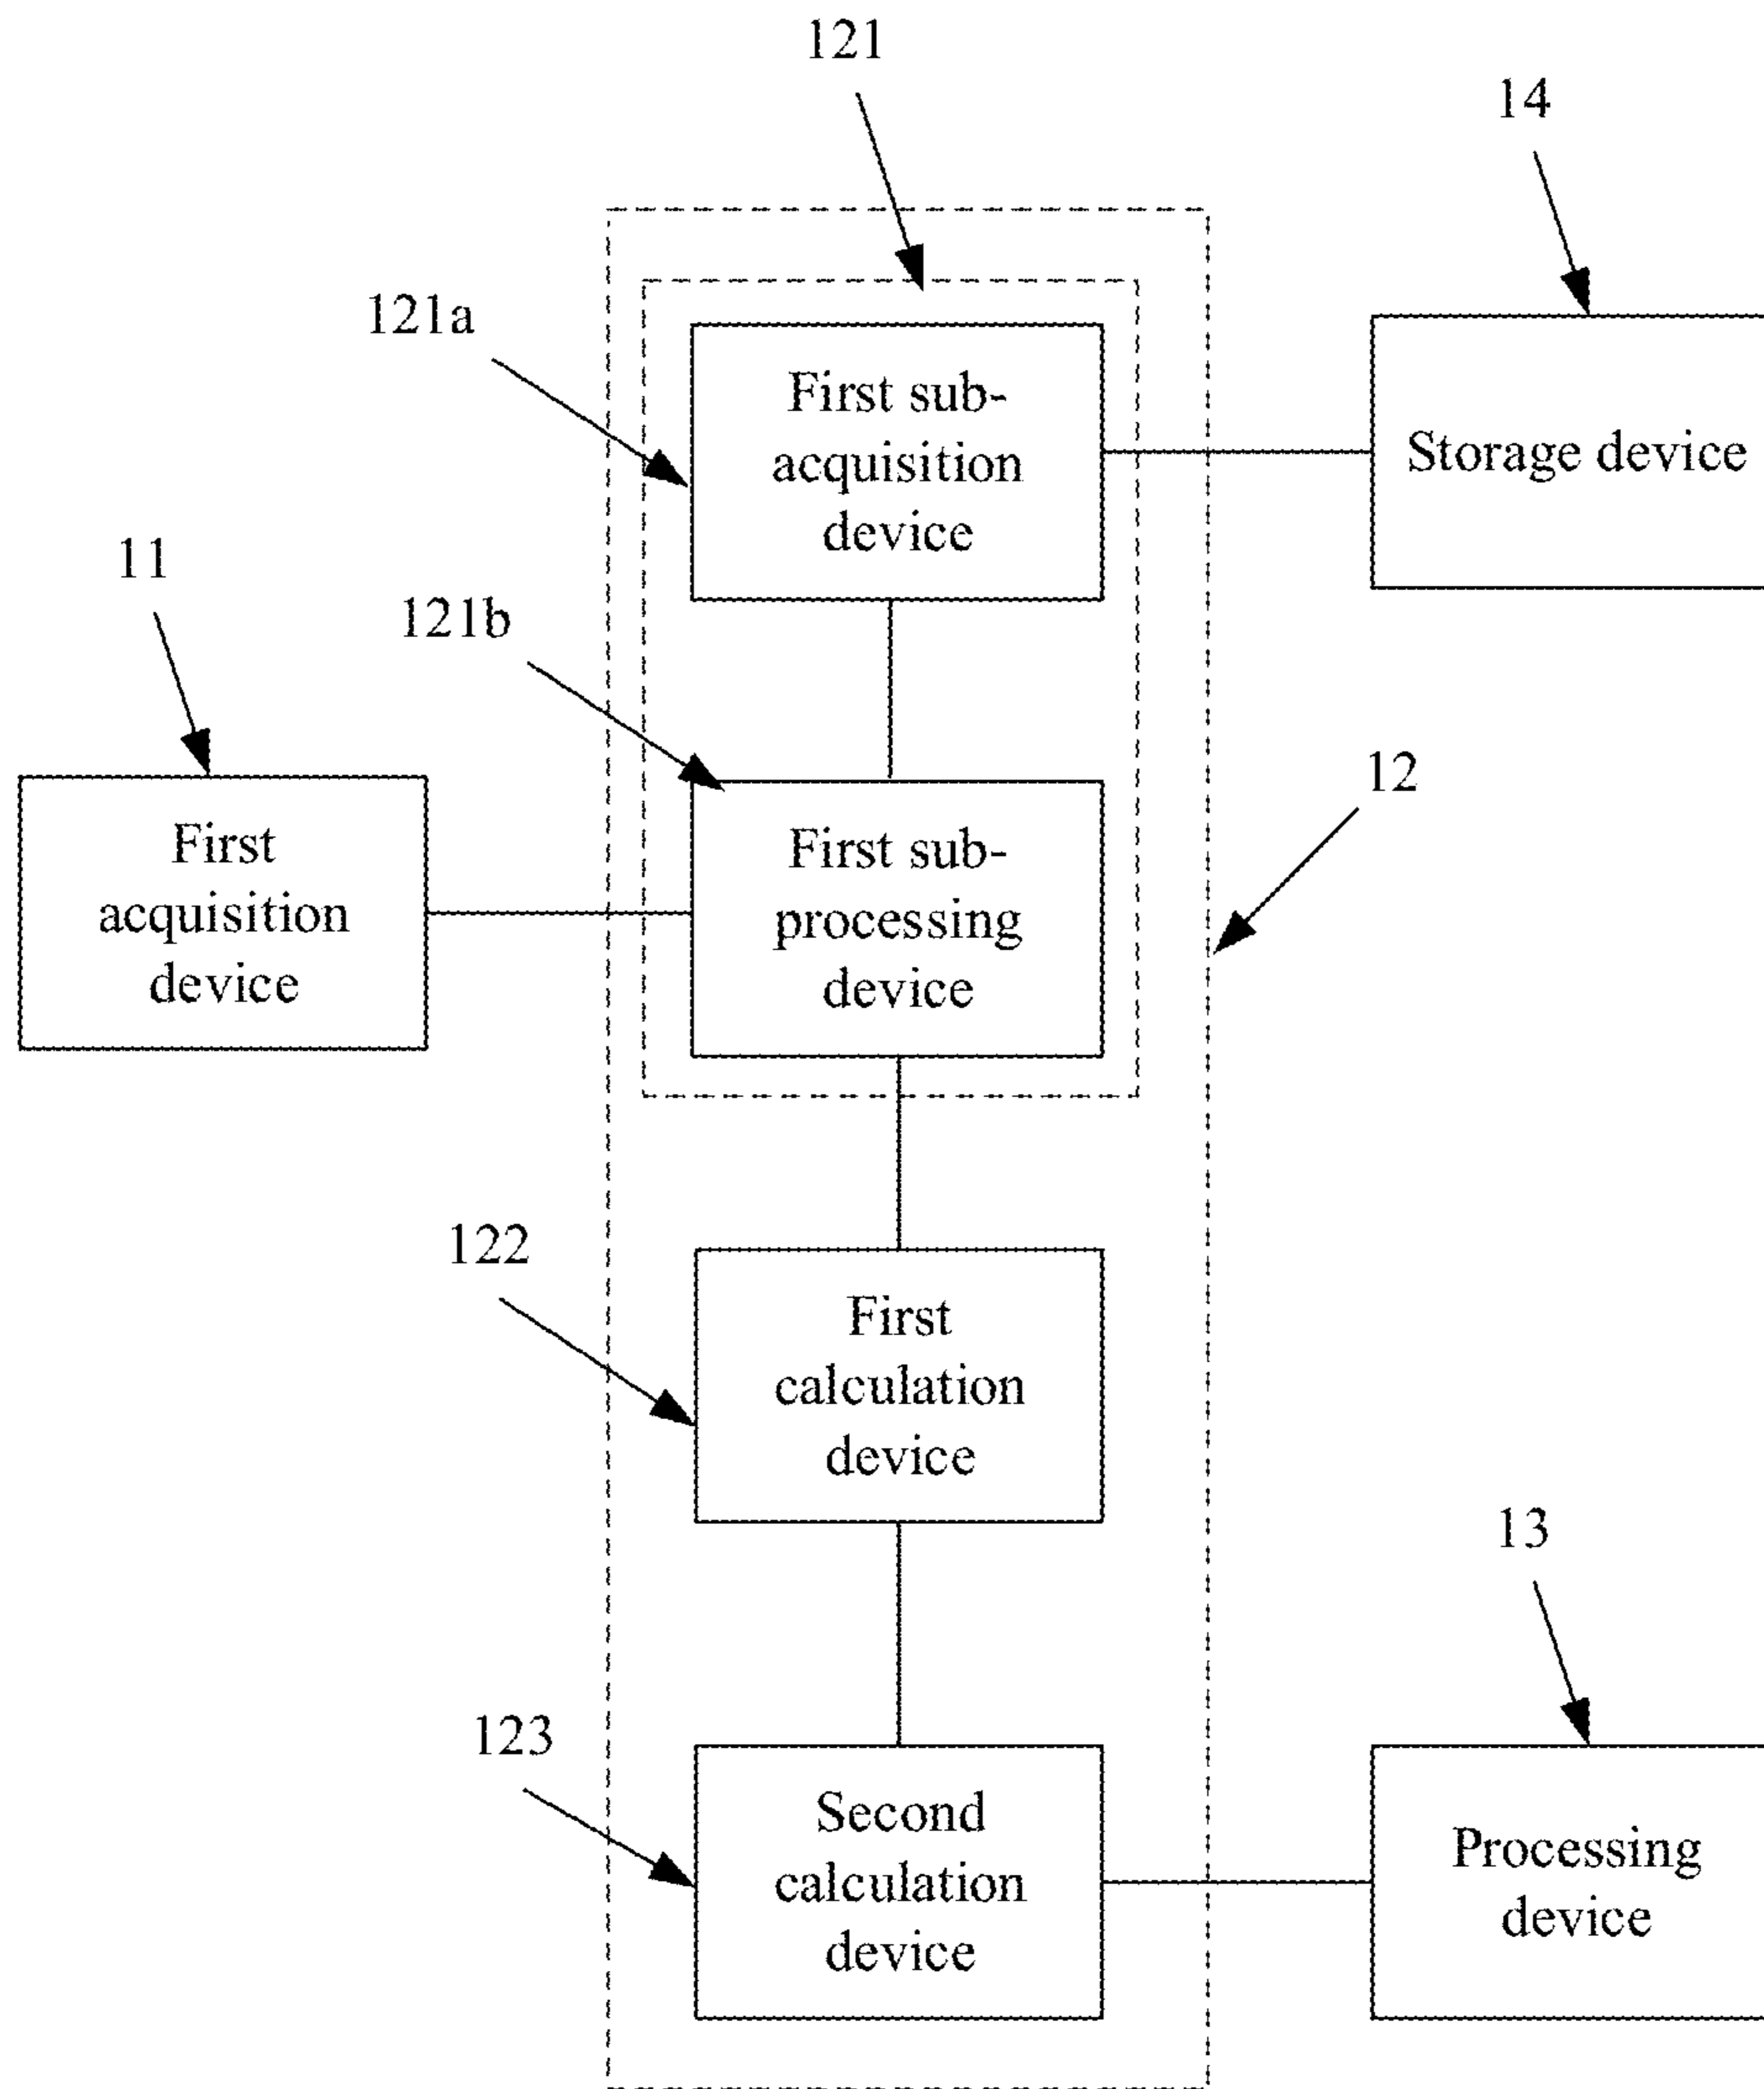 121
14
121a
First sub-
acquisition
device
Storage device
11
121b
12
First
acquisition
device
First sub-
processing
device
122
First
calculation
device
13
123
Second
calculation
device
Processing
device